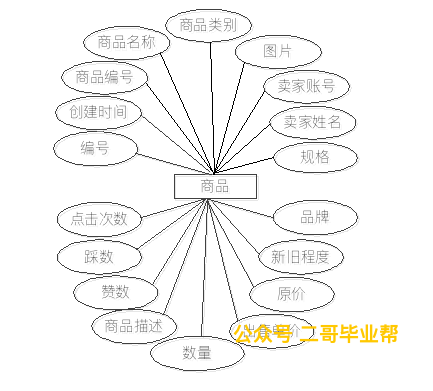 商品类别
商品名称
图片
商品编号
卖家账号
创建时间
卖家姓名
编号
规格
商品
点击次数
品牌
踩数
新旧程度
赞数
原价
商品描述
公众号 二哥毕业帮
数量